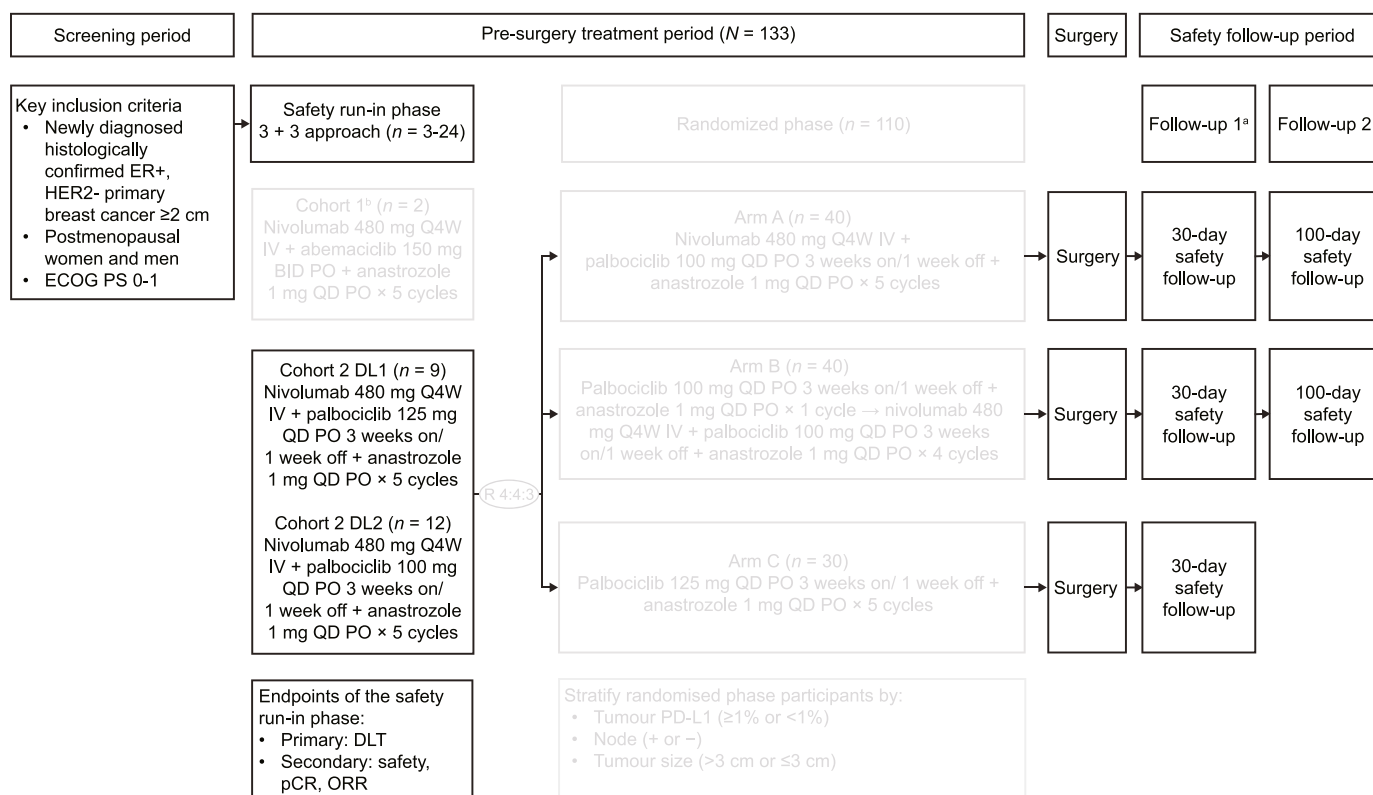 Screening period
Pre-surgery treatment period (N = 133)
Surgery
Safety follow-up period
Key inclusion criteria
• Newly diagnosed
histologically
confirmed ER+,
HER2- primary
breast cancer ≥2 cm
• Postmenopausal
women and men
• ECOG PS 0-1
Safety run-in phase
3 + 3 approach (n = 3-24)
Randomized phase (n = 110)
Follow-up 1ᵃ
Follow-up 2
Cohort 1ᵇ (n = 2)
Nivolumab 480 mg Q4W
IV + abemaciclib 150 mg
BID PO + anastrozole
1 mg QD PO × 5 cycles
Cohort 2 DL1 (n = 9)
Nivolumab 480 mg Q4W
IV + palbociclib 125 mg
QD PO 3 weeks on/
1 week off + anastrozole
1 mg QD PO × 5 cycles
Cohort 2 DL2 (n = 12)
Nivolumab 480 mg Q4W
IV + palbociclib 100 mg
QD PO 3 weeks on/
1 week off + anastrozole
1 mg QD PO × 5 cycles
R 4:4:3
Arm A (n = 40)
Nivolumab 480 mg Q4W IV +
palbociclib 100 mg QD PO 3 weeks on/1 week off +
anastrozole 1 mg QD PO × 5 cycles
Surgery
30-day
safety
follow-up
100-day
safety
follow-up
Arm B (n = 40)
Palbociclib 100 mg QD PO 3 weeks on/1 week off +
anastrozole 1 mg QD PO × 1 cycle → nivolumab 480
mg Q4W IV + palbociclib 100 mg QD PO 3 weeks
on/1 week off + anastrozole 1 mg QD PO × 4 cycles
Surgery
30-day
safety
follow-up
100-day
safety
follow-up
Arm C (n = 30)
Palbociclib 125 mg QD PO 3 weeks on/ 1 week off +
anastrozole 1 mg QD PO × 5 cycles
Surgery
30-day
safety
follow-up
Endpoints of the safety
run-in phase:
• Primary: DLT
• Secondary: safety,
pCR, ORR
Stratify randomised phase participants by:
• Tumour PD-L1 (≥1% or <1%)
• Node (+ or −)
• Tumour size (>3 cm or ≤3 cm)